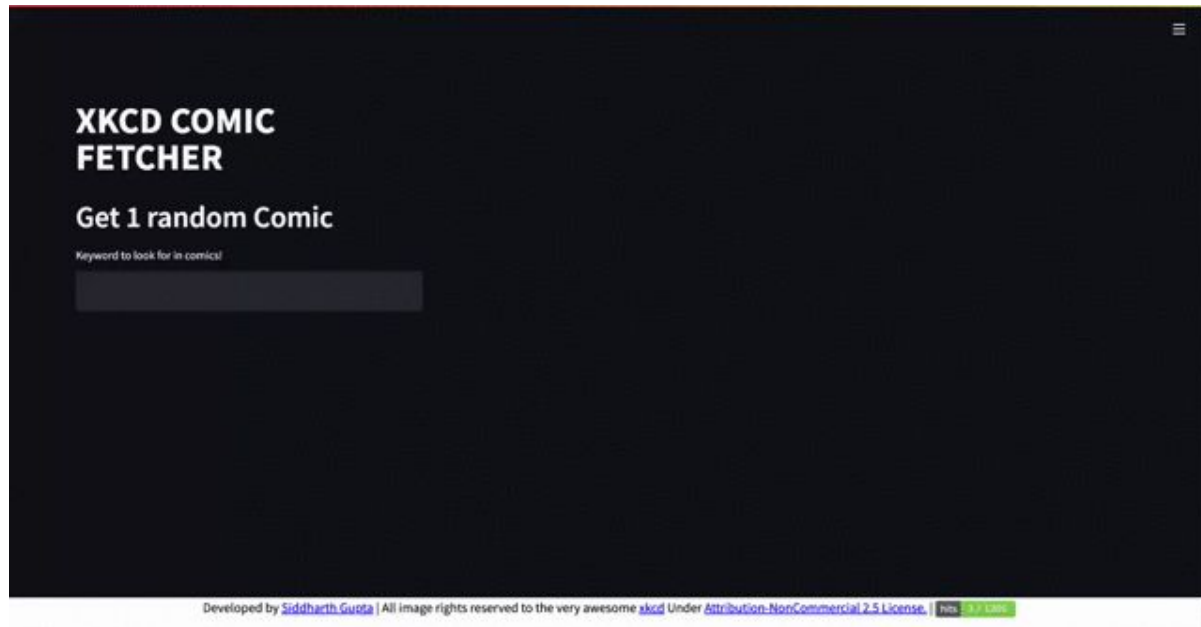 XKCD COMIC
FETCHER
Get 1 random Comic
Keyword to look for in comics!
Developed by Siddharth Gupta | All image rights reserved to the very awesome xkcd Under Attribution-NonCommercial 2.5 License. | hits